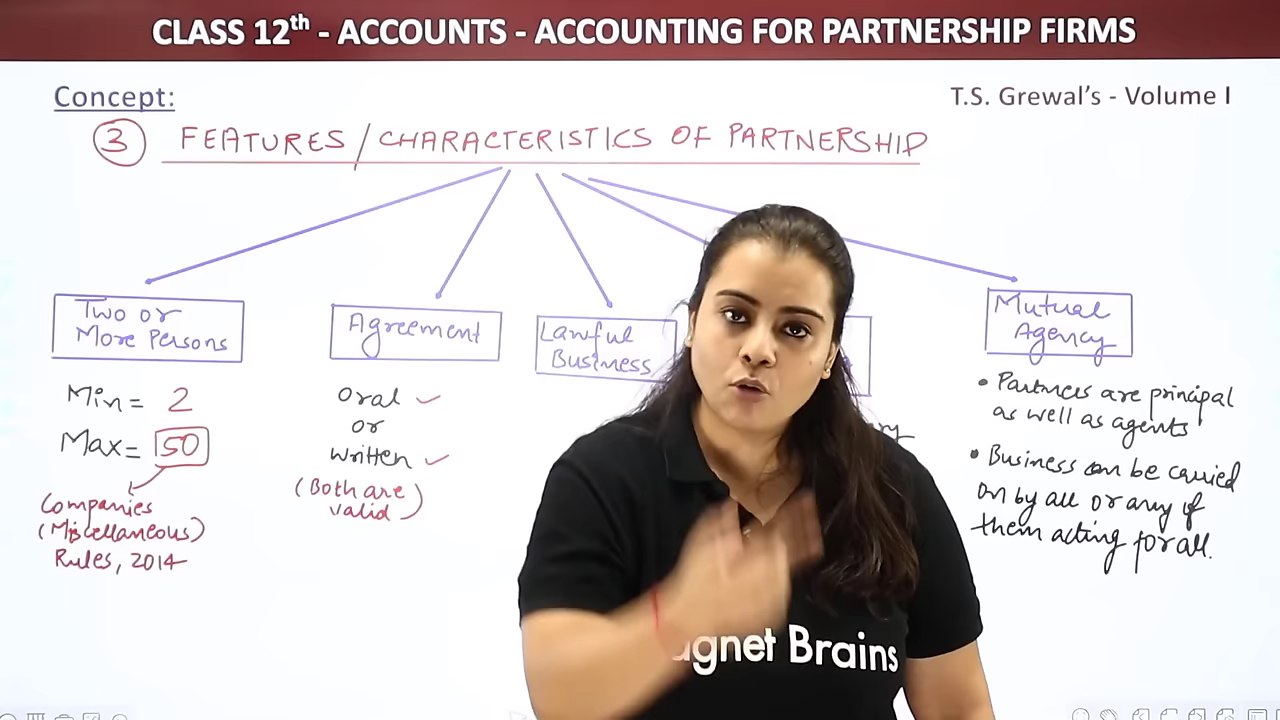 CLASS 12th - ACCOUNTS - ACCOUNTING FOR PARTNERSHIP FIRMS
Concept:
T.S. Grewal's - Volume I
3 FEATURES / CHARACTERISTICS OF PARTNERSHIP
Two or
More Persons
Min = 2
Max = 50
Companies
(Miscellaneous)
Rules, 2014
Agreement
Oral
or
written
(Both are
valid)
Lawful
Business
Mutual
Agency
• Partners are principal
as well as agents
• Business can be carried
on by all or any of
them acting for all.
Brains